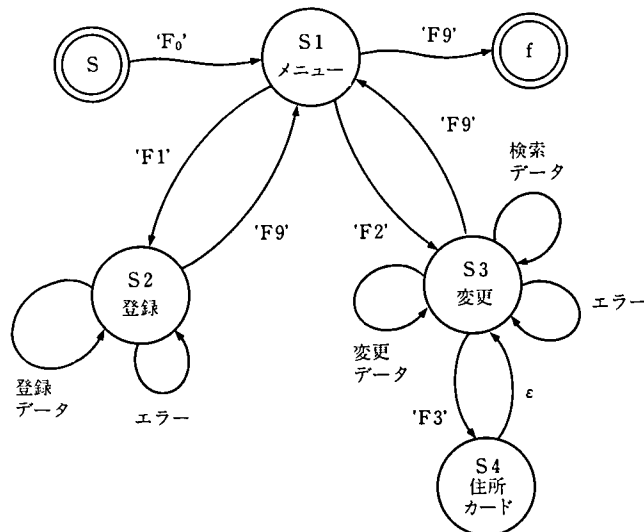 S
'F₀'
S1
メニュー
'F9'
f
'F1'
'F9'
'F2'
'F9'
検索
データ
S2
登録
S3
変更
エラー
登録
データ
エラー
変更
データ
'F3'
ε
S4
住所
カード